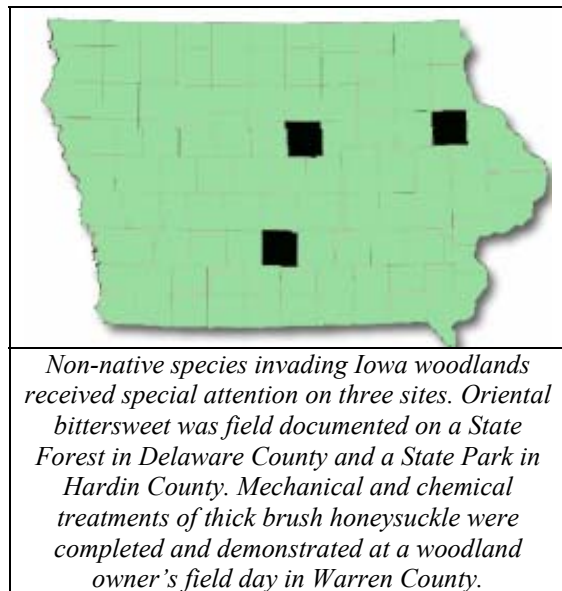 Non-native species invading Iowa woodlands
received special attention on three sites. Oriental
bittersweet was field documented on a State
Forest in Delaware County and a State Park in
Hardin County. Mechanical and chemical
treatments of thick brush honeysuckle were
completed and demonstrated at a woodland
owner’s field day in Warren County.